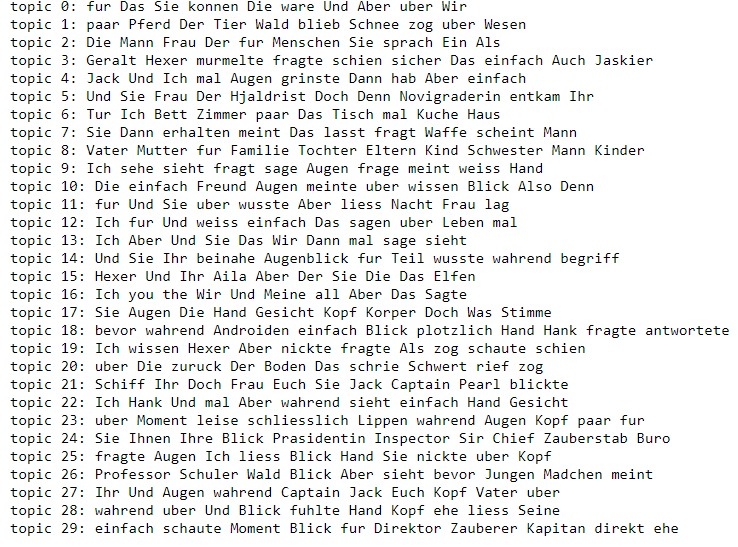 topic 0: fur Das Sie konnen Die ware Und Aber uber Wir
topic 1: paar Pferd Der Tier Wald blieb Schnee zog uber Wesen
topic 2: Die Mann Frau Der fur Menschen Sie sprach Ein Als
topic 3: Geralt Hexer murmelte fragte schien sicher Das einfach Auch Jaskier
topic 4: Jack Und Ich mal Augen grinste Dann hab Aber einfach
topic 5: Und Sie Frau Der Hjaldrist Doch Denn Novigraderin entkam Ihr
topic 6: Tur Ich Bett Zimmer paar Das Tisch mal Kuche Haus
topic 7: Sie Dann erhalten meint Das lasst fragt Waffe scheint Mann
topic 8: Vater Mutter fur Familie Tochter Eltern Kind Schwester Mann Kinder
topic 9: Ich sehe sieht fragt sage Augen frage meint weiss Hand
topic 10: Die einfach Freund Augen meinte uber wissen Blick Also Denn
topic 11: fur Und Sie uber wusste Aber liess Nacht Frau lag
topic 12: Ich fur Und weiss einfach Das sagen uber Leben mal
topic 13: Ich Aber Und Sie Das Wir Dann mal sage sieht
topic 14: Und Sie Ihr beinahe Augenblick fur Teil wusste wahrend begriff
topic 15: Hexer Und Ihr Aila Aber Der Sie Die Das Elfen
topic 16: Ich you the Wir Und Meine all Aber Das Sagte
topic 17: Sie Augen Die Hand Gesicht Kopf Korper Doch Was Stimme
topic 18: bevor wahrend Androiden einfach Blick plotzlich Hand Hank fragte antwortete
topic 19: Ich wissen Hexer Aber nickte fragte Als zog schaute schien
topic 20: uber Die zuruck Der Boden Das schrie Schwert rief zog
topic 21: Schiff Ihr Doch Frau Euch Sie Jack Captain Pearl blickte
topic 22: Ich Hank Und mal Aber wahrend sieht einfach Hand Gesicht
topic 23: uber Moment leise schliesslich Lippen wahrend Augen Kopf paar fur
topic 24: Sie Ihnen Ihre Blick Prasidentin Inspector Sir Chief Zauberstab Buro
topic 25: fragte Augen Ich liess Blick Hand Sie nickte uber Kopf
topic 26: Professor Schuler Wald Blick Aber sieht bevor Jungen Madchen meint
topic 27: Ihr Und Augen wahrend Captain Jack Euch Kopf Vater uber
topic 28: wahrend uber Und Blick fuhlte Hand Kopf ehe liess Seine
topic 29: einfach schaute Moment Blick fur Direktor Zauberer Kapitan direkt ehe